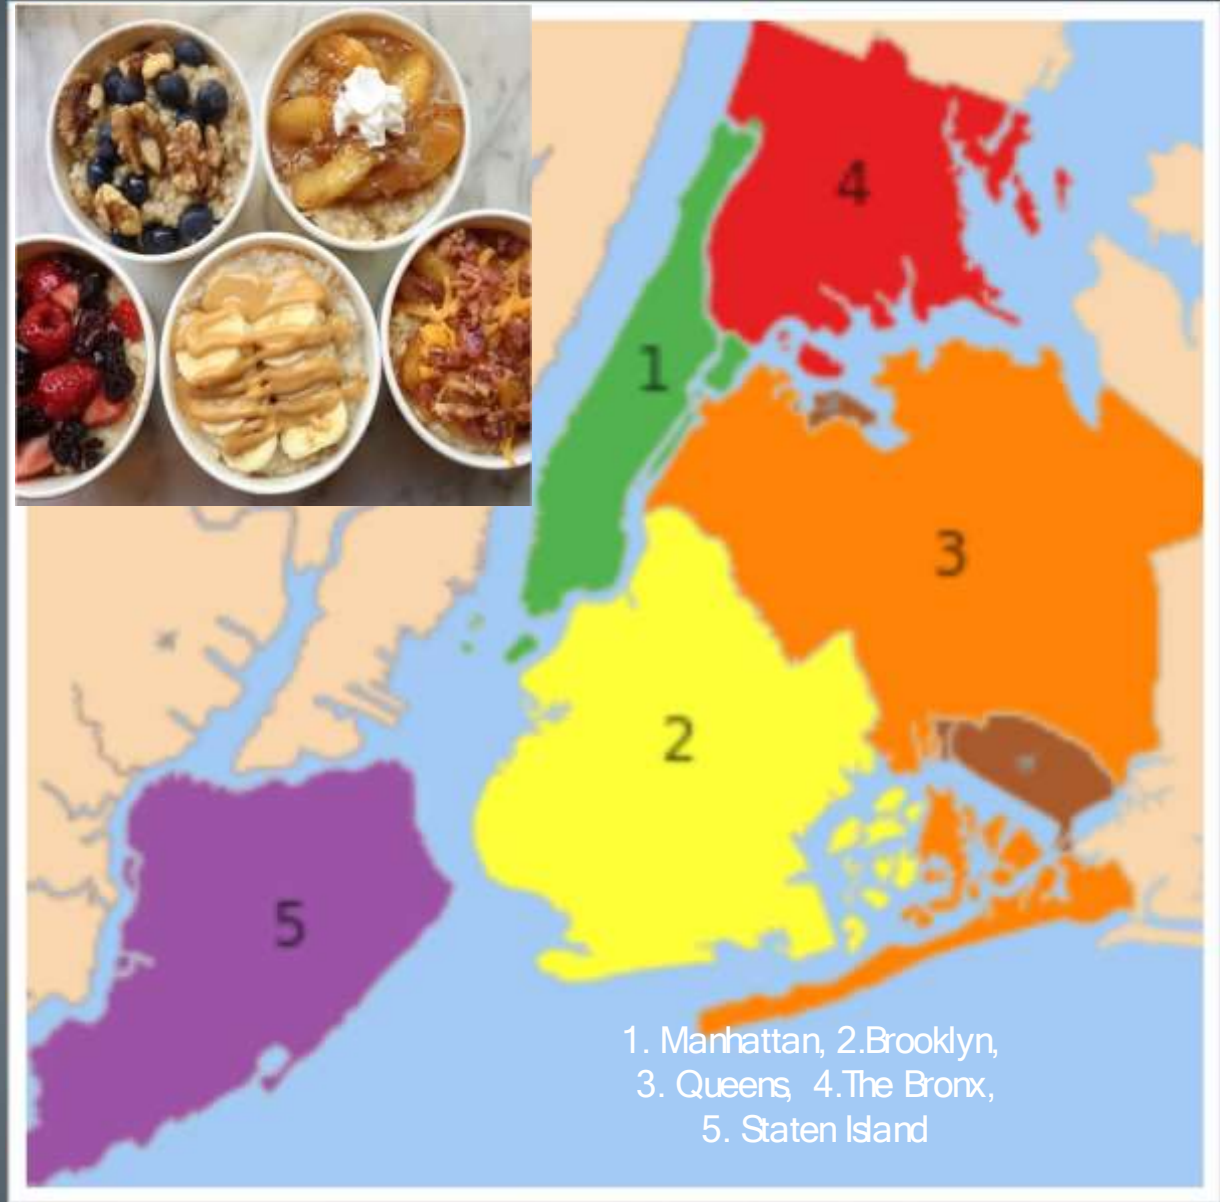 4
1
3
2
5
1. Manhattan, 2.Brooklyn,
3. Queens, 4.The Bronx,
5. Staten Island